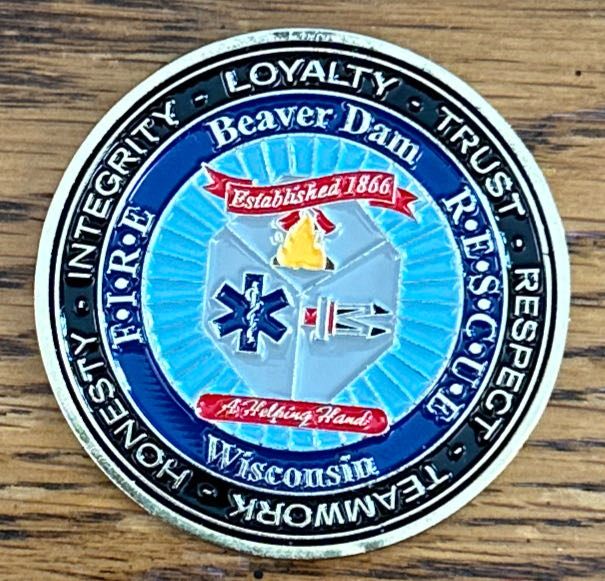 HONESTY - INTEGRITY - LOYALTY - TRUST - RESPECT - TEAMWORK -
Beaver Dam
F•I•R•E
R•E•S•C•U•E
Established 1866
A Helping Hand
Wisconsin